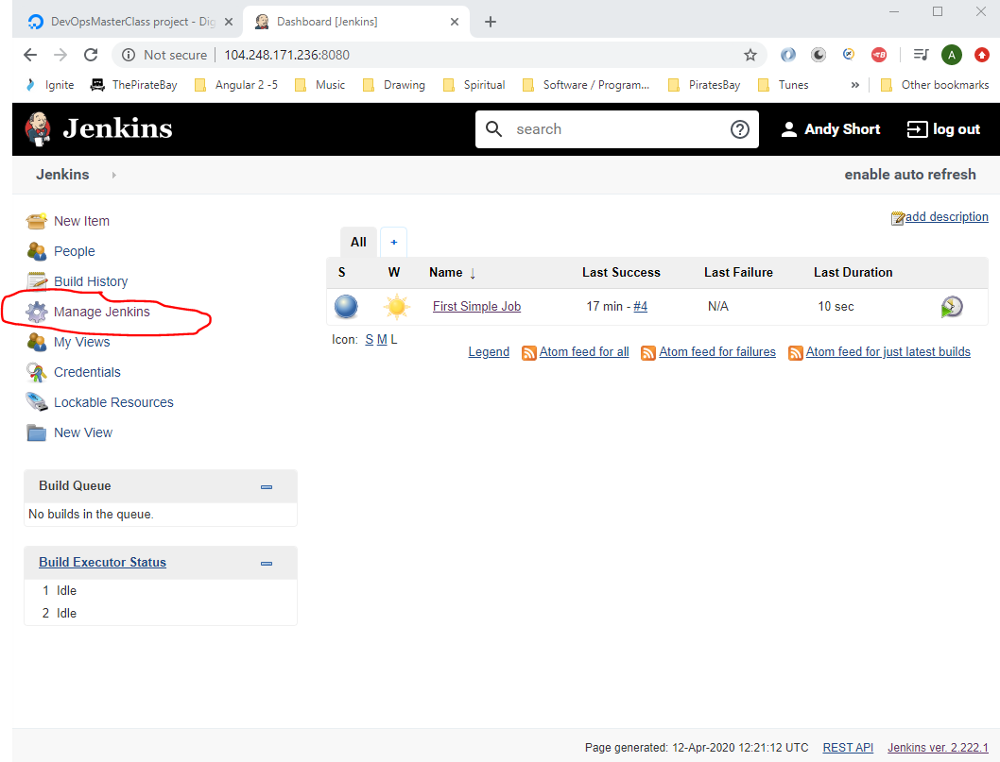 DevOpsMasterClass project - Dig
Dashboard [Jenkins]
Not secure 104.248.171.236:8080
A
Ignite ThePirateBay Angular 2 -5 Music Drawing Spiritual Software / Program... PiratesBay Tunes » Other bookmarks
Jenkins search Andy Short log out
Jenkins enable auto refresh
New Item
People
Build History
Manage Jenkins
My Views
Credentials
Lockable Resources
New View
add description
All +
S W Name ↓ Last Success Last Failure Last Duration
First Simple Job 17 min - #4 N/A 10 sec
Icon: S M L
Legend Atom feed for all Atom feed for failures Atom feed for just latest builds
Build Queue
No builds in the queue.
Build Executor Status
1 Idle
2 Idle
Page generated: 12-Apr-2020 12:21:12 UTC REST API Jenkins ver. 2.222.1